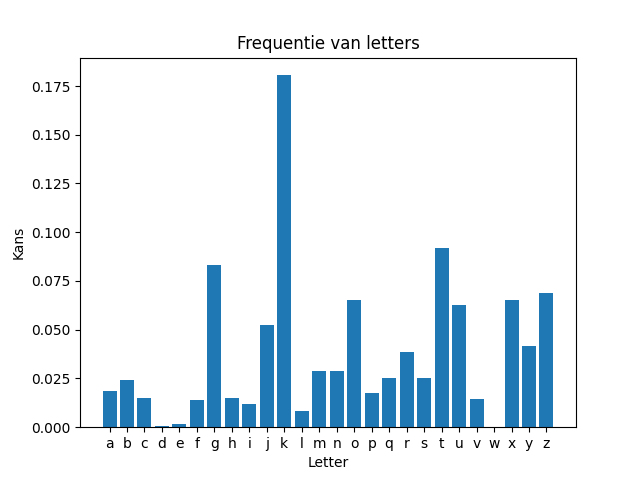 Frequentie van letters
Kans
0.175
0.150
0.125
0.100
0.075
0.050
0.025
0.000
a b c d e f g h i j k l m n o p q r s t u v w x y z
Letter